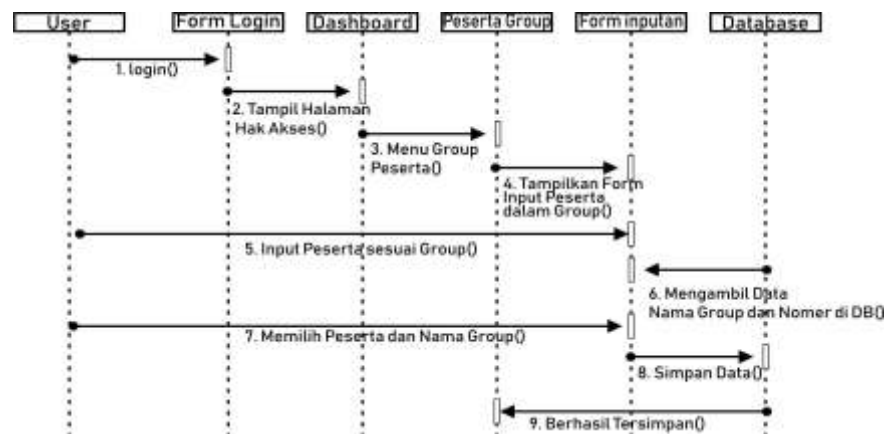 User Form Login Dashboard Peserta Group Form inputan Database
1. login()
2. Tampil Halaman
Hak Akses()
3. Menu Group
Peserta()
4. Tampilkan Form
Input Peserta
dalam Group()
5. Input Peserta sesuai Group()
6. Mengambil Data
Nama Group dan Nomer di DB()
7. Memilih Peserta dan Nama Group()
8. Simpan Data()
9. Berhasil Tersimpan()